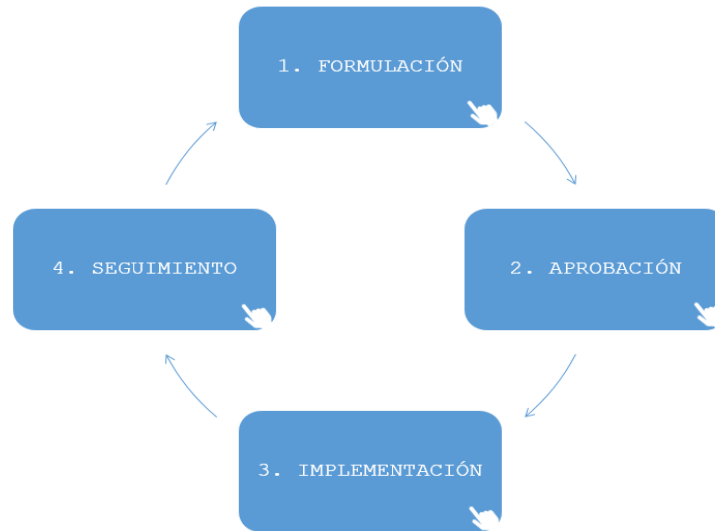 1. FORMULACIÓN
2. APROBACIÓN
3. IMPLEMENTACIÓN
4. SEGUIMIENTO